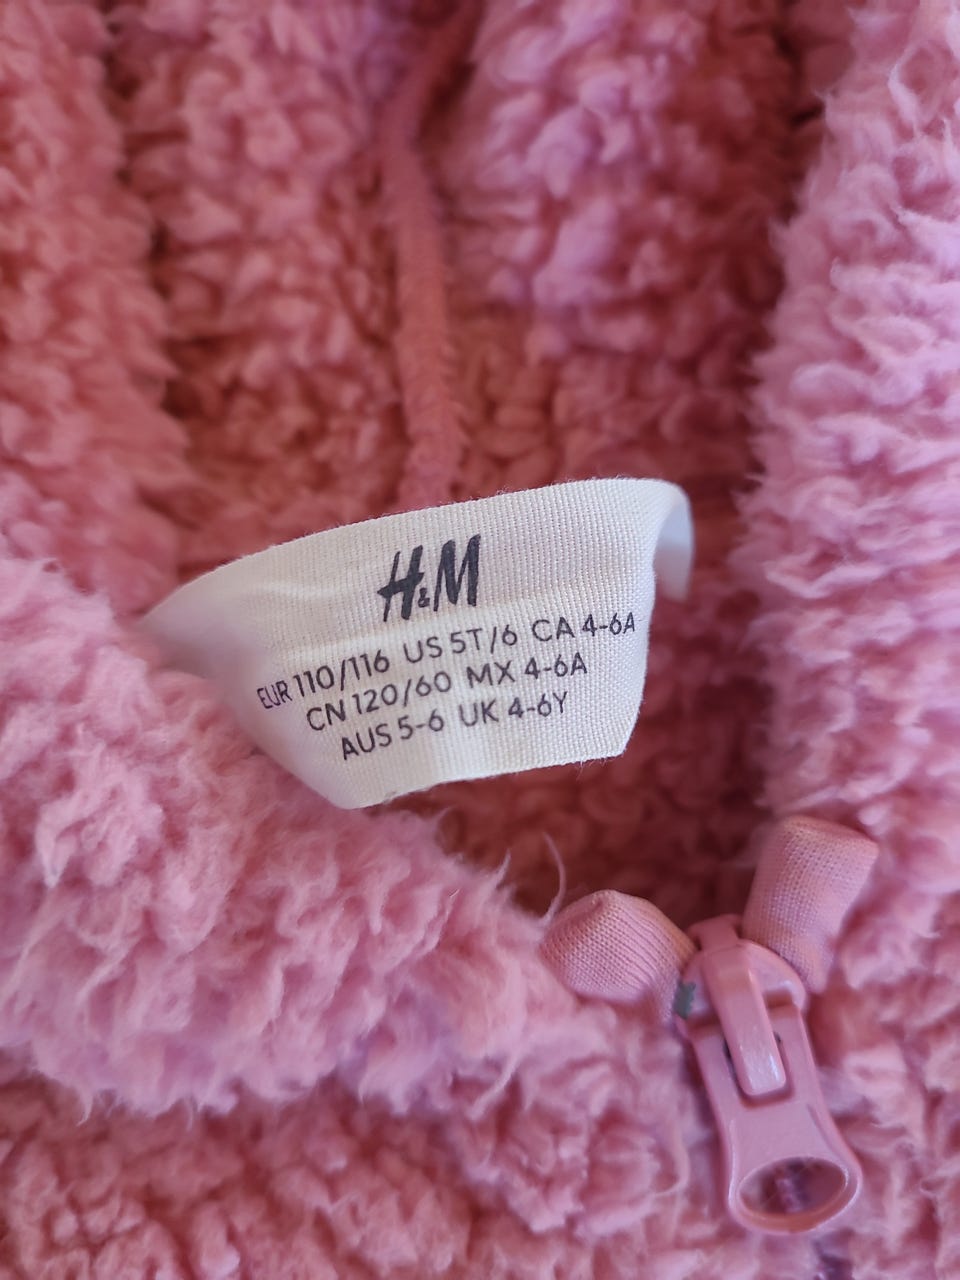 H&M
EUR 110/116 US 5T/6 CA 4-6A
CN 120/60 MX 4-6A
AUS 5-6 UK 4-6Y